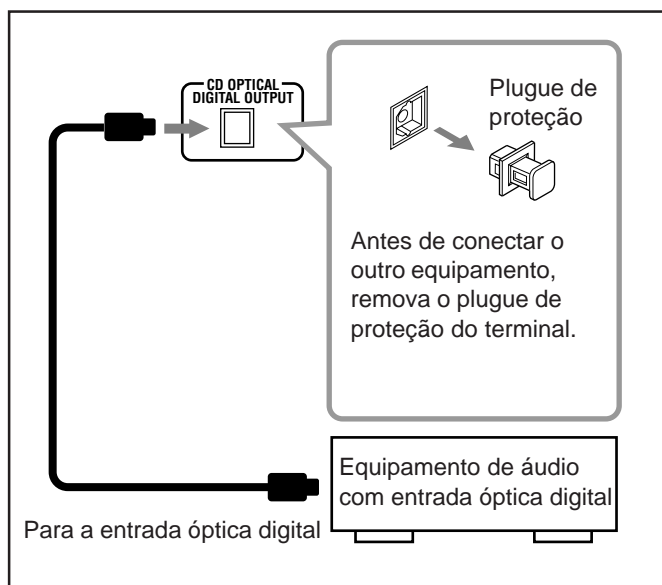 CD OPTICAL
DIGITAL OUTPUT
Plugue de
proteção
Antes de conectar o
outro equipamento,
remova o plugue de
proteção do terminal.
Equipamento de áudio
com entrada óptica digital
Para a entrada óptica digital